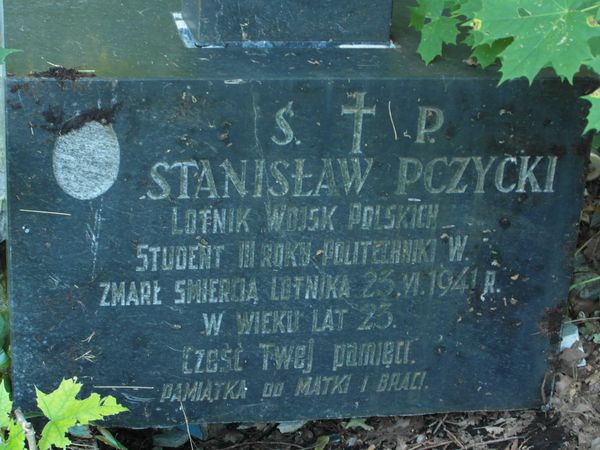 Ś. † P.
STANISŁAW PCZYCKI
LOTNIK WOJSK POLSKICH
STUDENT III ROKU POLITECHNIKI W.
ZMARŁ ŚMIERCIĄ LOTNIKA 23.VI.1941 R.
W WIEKU LAT 23.
CZEŚĆ TWEJ PAMIĘCI.
PAMIĄTKA OD MATKI I BRACI.